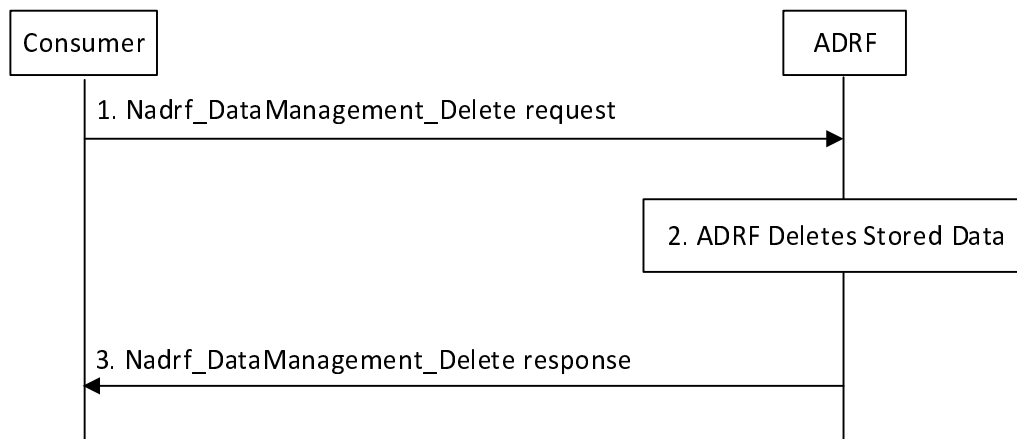 Consumer
ADRF
1. Nadrf_DataManagement_Delete request
2. ADRF Deletes Stored Data
3. Nadrf_DataManagement_Delete response